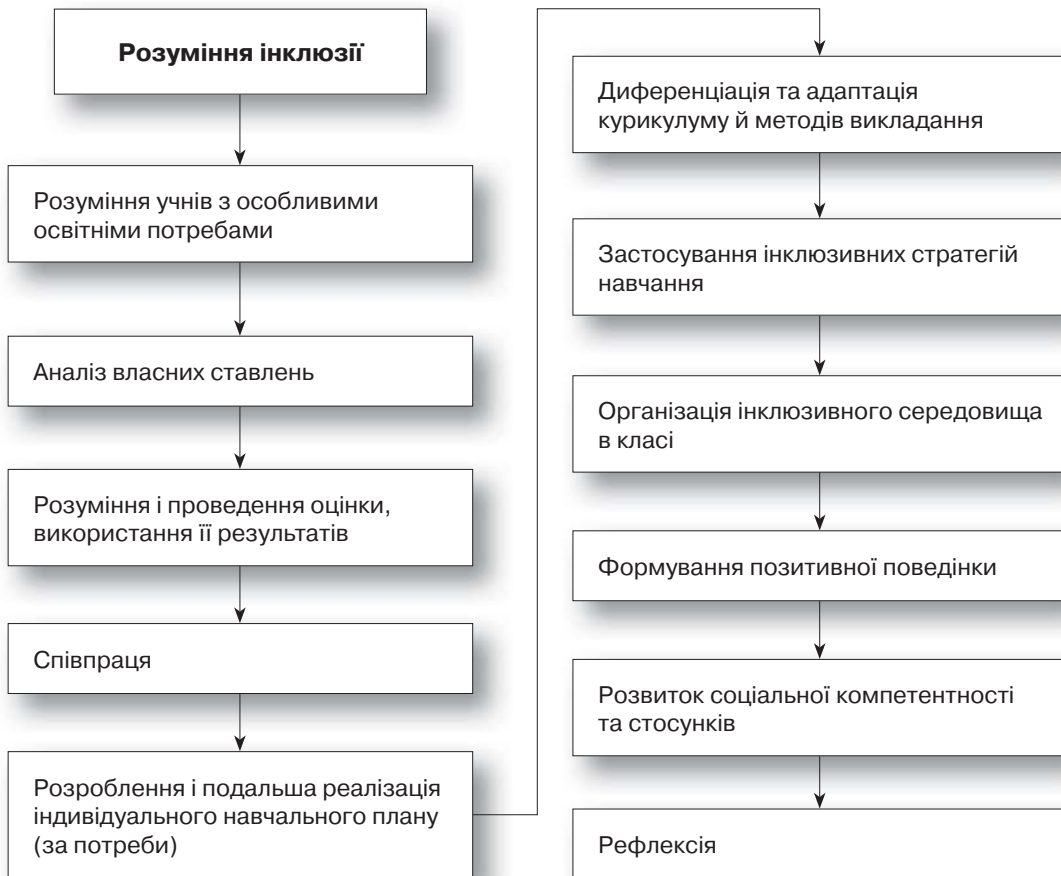 Розуміння інклюзії
Розуміння учнів з особливими
освітніми потребами
Аналіз власних ставлень
Розуміння і проведення оцінки,
використання її результатів
Співпраця
Розроблення і подальша реалізація
індивідуального навчального плану
(за потреби)
Диференціація та адаптація
курикулуму й методів викладання
Застосування інклюзивних стратегій
навчання
Організація інклюзивного середовища
в класі
Формування позитивної поведінки
Розвиток соціальної компетентності
та стосунків
Рефлексія